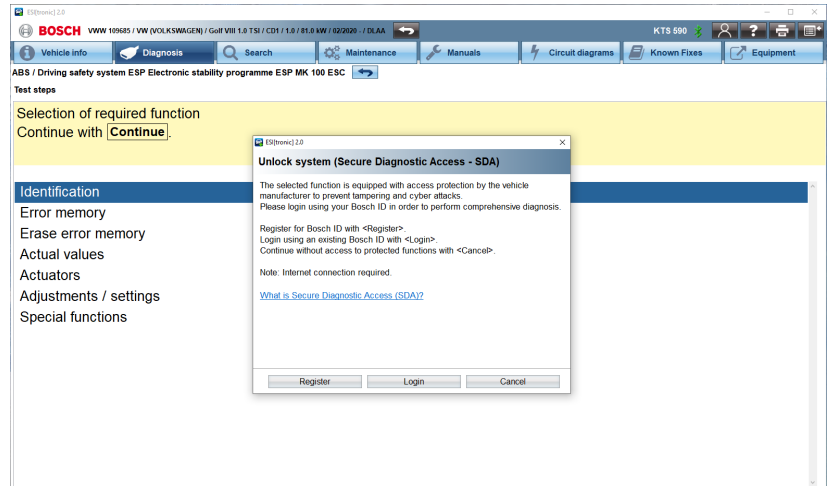 ESI[tronic] 2.0
BOSCH VWW 109685 / VW (VOLKSWAGEN) / Golf VIII 1.0 TSI / CD1 / 1.0 / 81.0 kW / 02/2020 - / DLAA KTS 590 ?
Vehicle info Diagnosis Search Maintenance Manuals Circuit diagrams Known Fixes Equipment
ABS / Driving safety system ESP Electronic stability programme ESP MK 100 ESC
Test steps
Selection of required function
Continue with Continue.
ESI[tronic] 2.0
Unlock system (Secure Diagnostic Access - SDA)
The selected function is equipped with access protection by the vehicle
manufacturer to prevent tampering and cyber attacks.
Please login using your Bosch ID in order to perform comprehensive diagnosis.
Register for Bosch ID with <Register>.
Login using an existing Bosch ID with <Login>.
Continue without access to protected functions with <Cancel>.
Note: Internet connection required.
What is Secure Diagnostic Access (SDA)?
Register Login Cancel
Identification
Error memory
Erase error memory
Actual values
Actuators
Adjustments / settings
Special functions